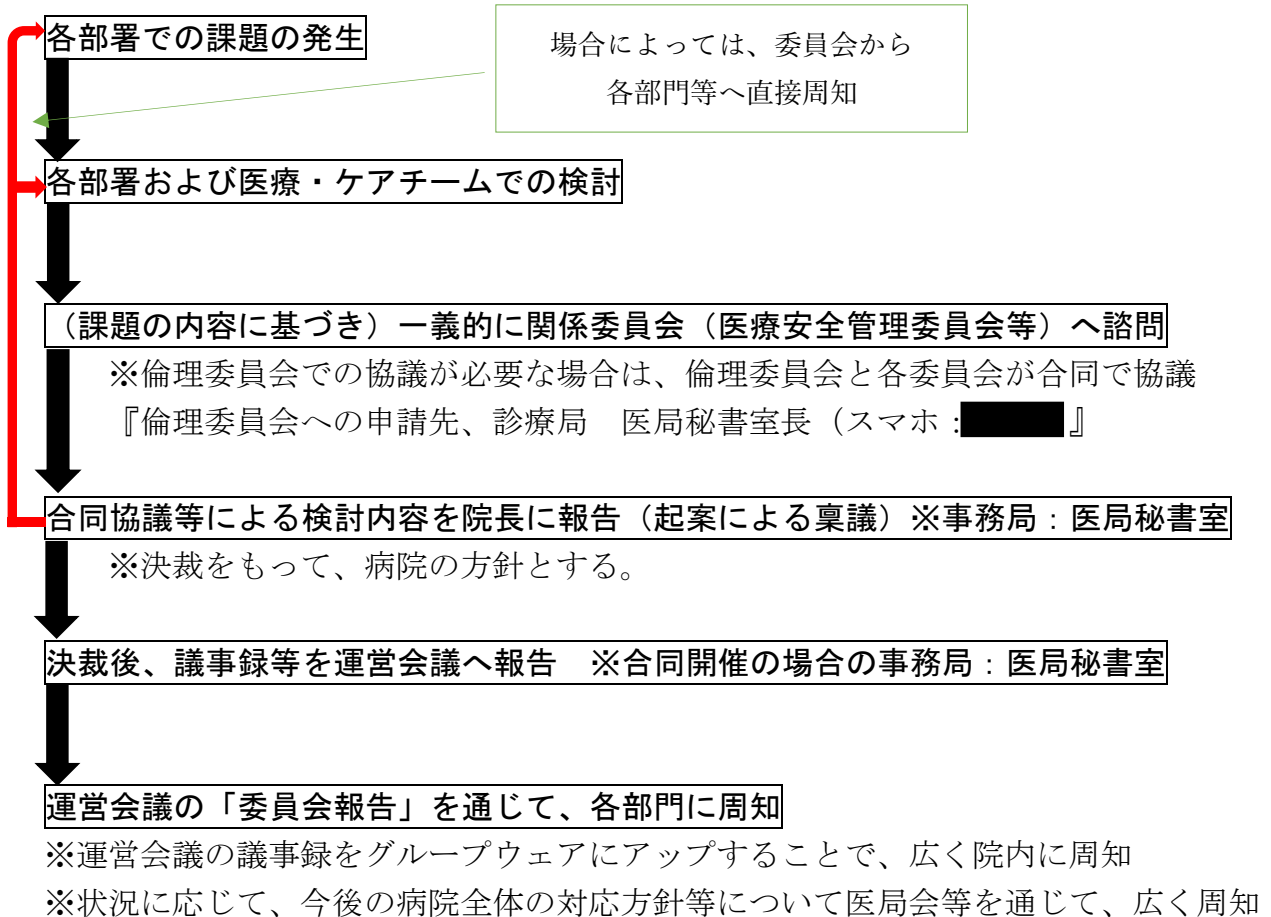 各部署での課題の発生
場合によっては、委員会から
各部門等へ直接周知
各部署および医療・ケアチームでの検討
（課題の内容に基づき）一義的に関係委員会（医療安全管理委員会等）へ諮問
※倫理委員会での協議が必要な場合は、倫理委員会と各委員会が合同で協議
『倫理委員会への申請先、診療局　医局秘書室長（スマホ：』
合同協議等による検討内容を院長に報告（起案による稟議）※事務局：医局秘書室
※決裁をもって、病院の方針とする。
決裁後、議事録等を運営会議へ報告　※合同開催の場合の事務局：医局秘書室
運営会議の「委員会報告」を通じて、各部門に周知
※運営会議の議事録をグループウェアにアップすることで、広く院内に周知
※状況に応じて、今後の病院全体の対応方針等について医局会等を通じて、広く周知